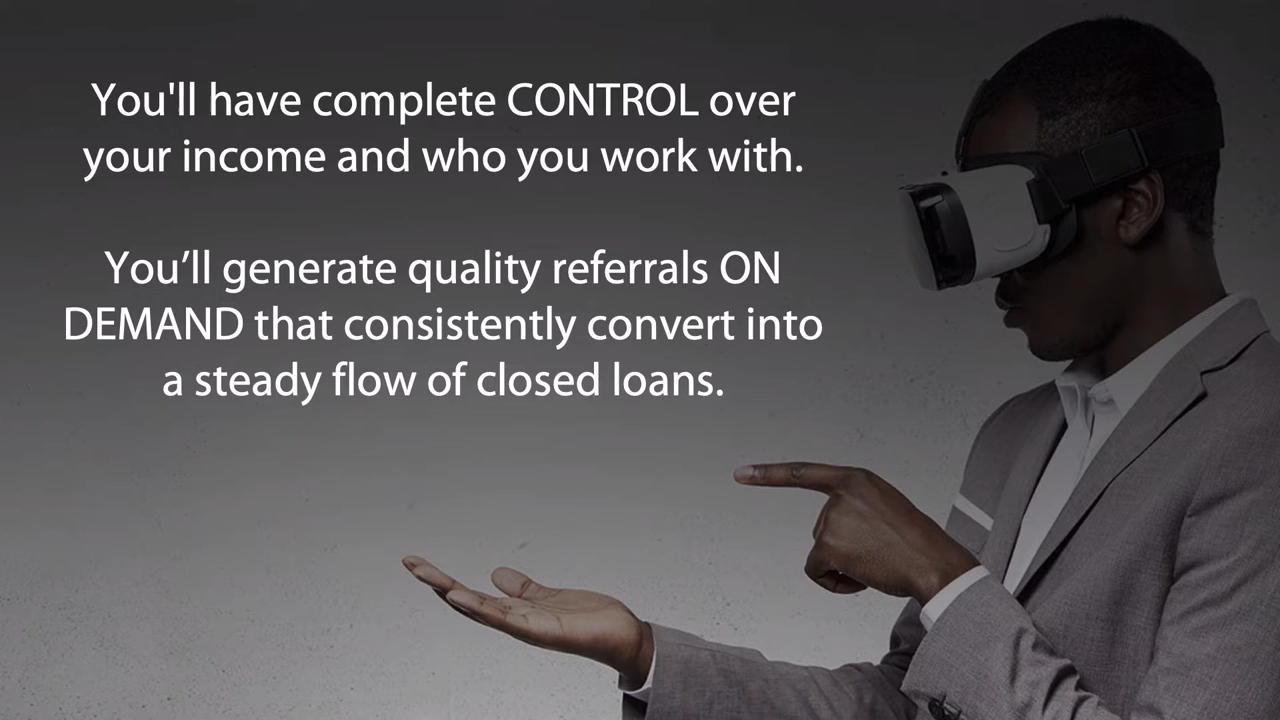 You'll have complete CONTROL over
your income and who you work with.
You’ll generate quality referrals ON
DEMAND that consistently convert into
a steady flow of closed loans.